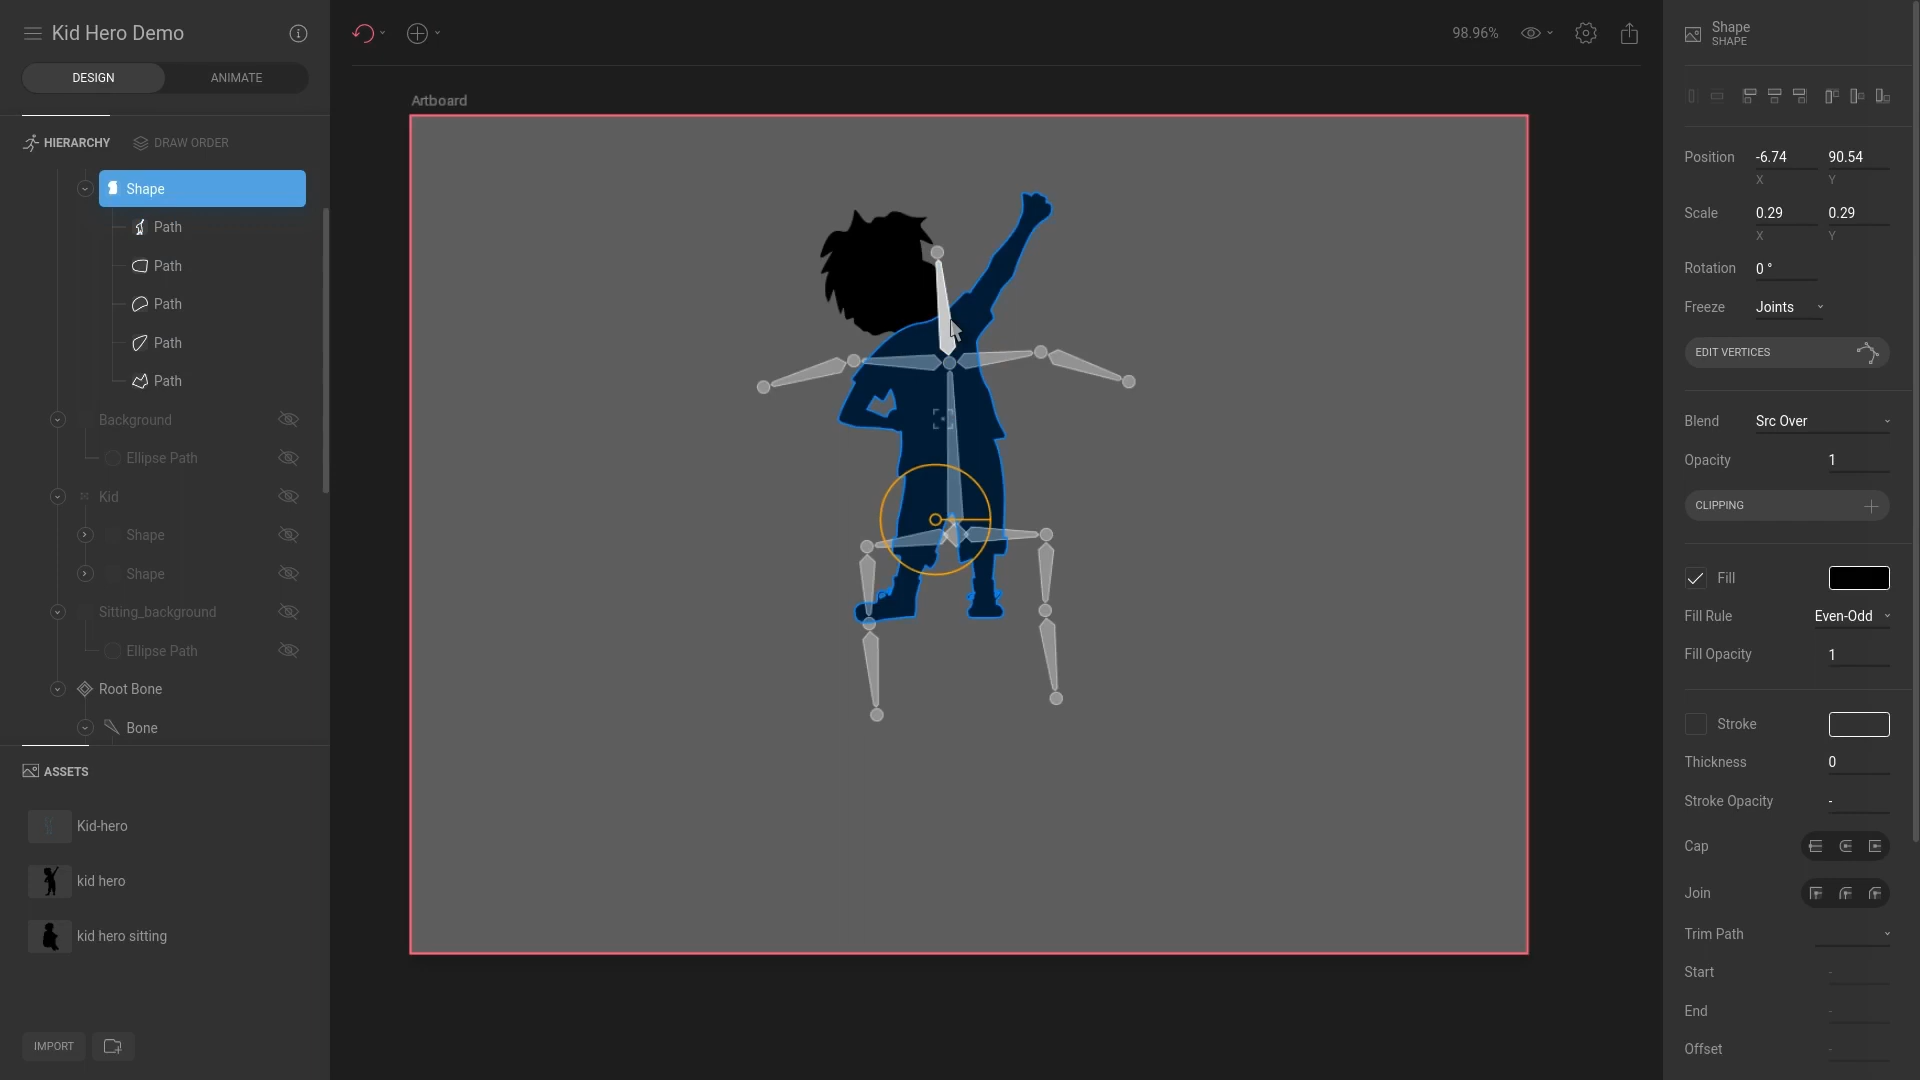 Kid Hero Demo
DESIGN
ANIMATE
HIERARCHY
DRAW ORDER
Shape
Path
Path
Path
Path
Path
Background
Ellipse Path
Kid
Shape
Shape
Sitting_background
Ellipse Path
Root Bone
Bone
ASSETS
Kid-hero
kid hero
kid hero sitting
IMPORT
98.96%
Artboard
Shape
SHAPE
Position -6.74 90.54
X Y
Scale 0.29 0.29
X Y
Rotation 0 °
Freeze Joints
EDIT VERTICES
Blend Src Over
Opacity 1
CLIPPING
Fill
Fill Rule Even-Odd
Fill Opacity 1
Stroke
Thickness 0
Stroke Opacity -
Cap
Join
Trim Path
Start -
End -
Offset -